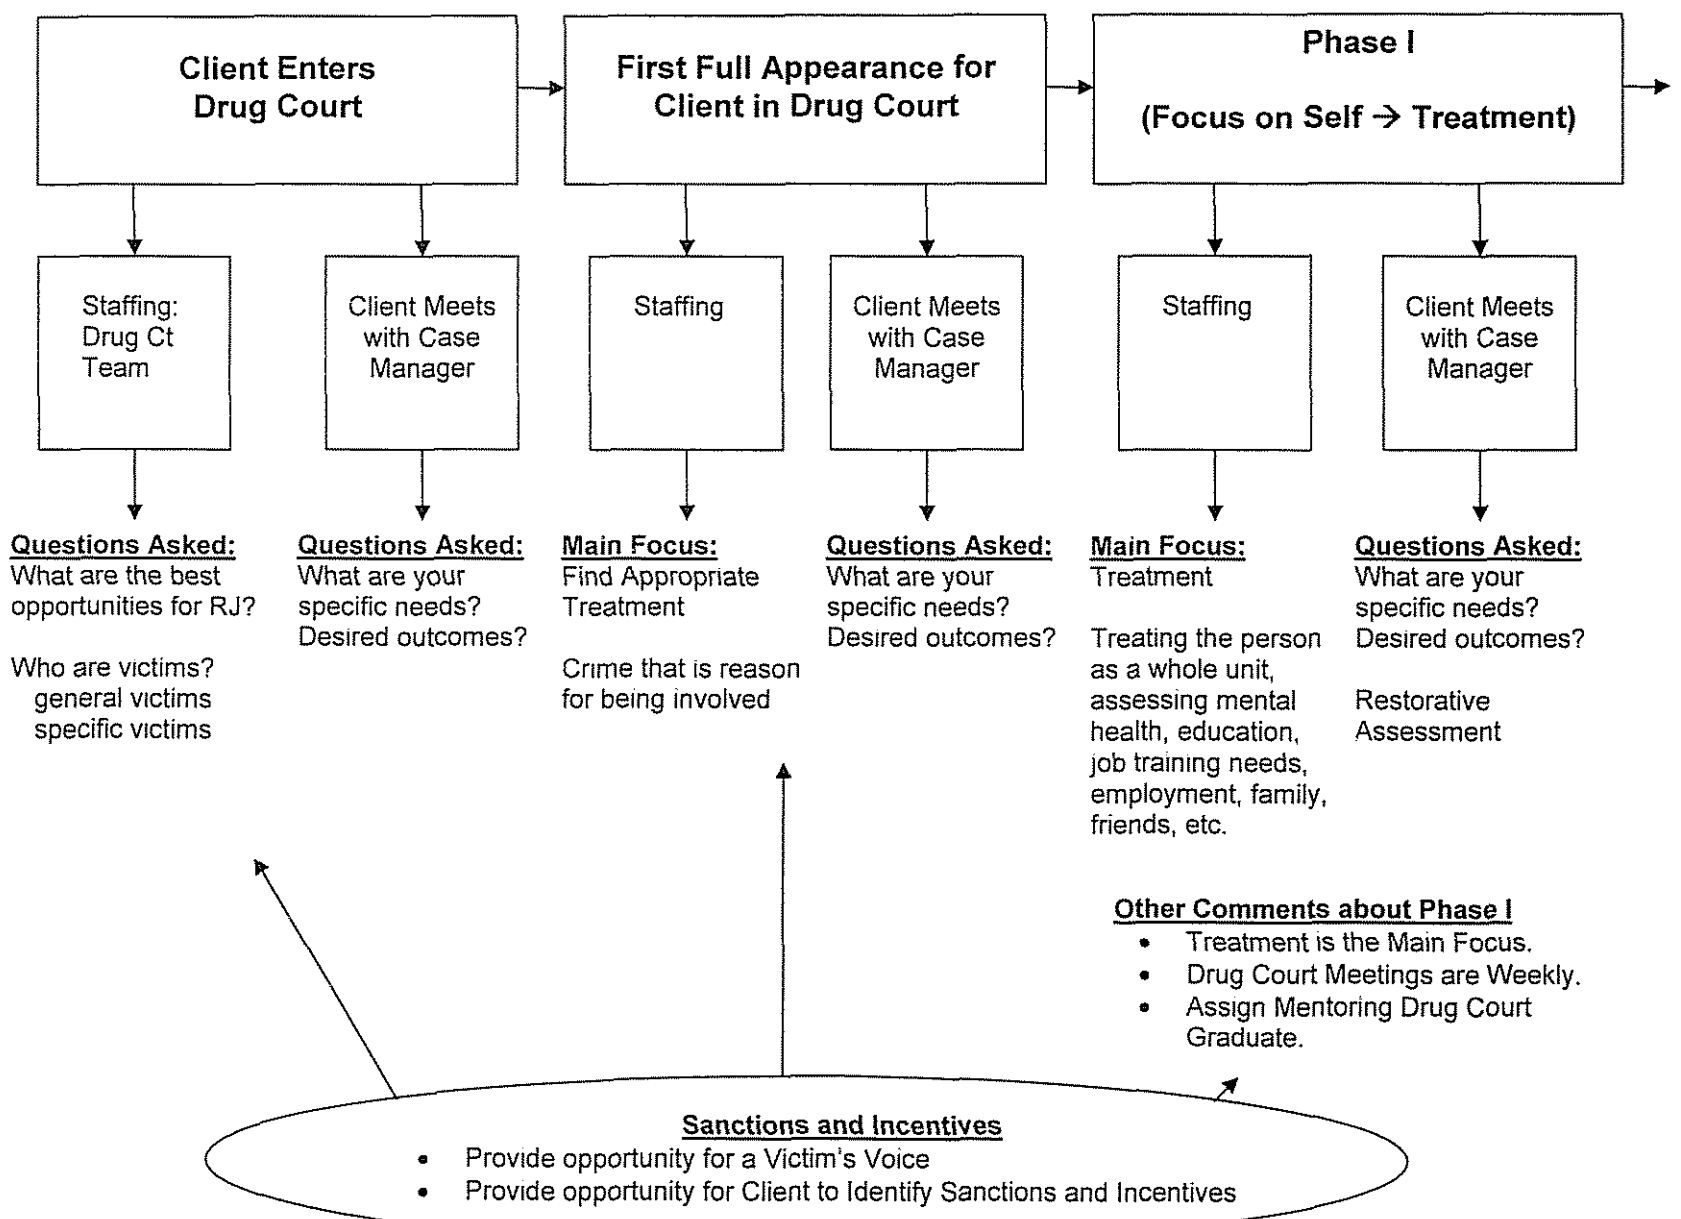 Client Enters
Drug Court
First Full Appearance for
Client in Drug Court
Phase I
(Focus on Self → Treatment)
Staffing:
Drug Ct
Team
Client Meets
with Case
Manager
Staffing
Client Meets
with Case
Manager
Staffing
Client Meets
with Case
Manager
Questions Asked:
What are the best
opportunities for RJ?
Who are victims?
general victims
specific victims
Questions Asked:
What are your
specific needs?
Desired outcomes?
Main Focus:
Find Appropriate
Treatment
Crime that is reason
for being involved
Questions Asked:
What are your
specific needs?
Desired outcomes?
Main Focus:
Treatment
Treating the person
as a whole unit,
assessing mental
health, education,
job training needs,
employment, family,
friends, etc.
Questions Asked:
What are your
specific needs?
Desired outcomes?
Restorative
Assessment
Other Comments about Phase I
• Treatment is the Main Focus.
• Drug Court Meetings are Weekly.
• Assign Mentoring Drug Court
Graduate.
Sanctions and Incentives
• Provide opportunity for a Victim's Voice
• Provide opportunity for Client to Identify Sanctions and Incentives